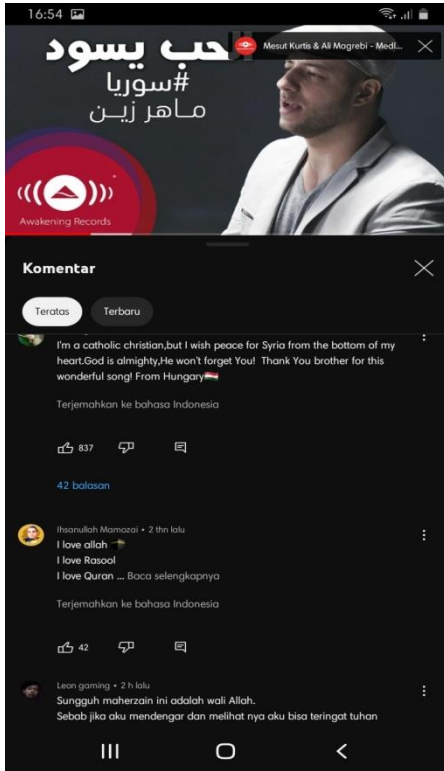 16:54
الحب يسود
Mesut Kurtis & Ali Magrebi - Medl...
#سوريا
ماهر زين
Awakening Records
Komentar
Teratas
Terbaru
I'm a catholic christian,but I wish peace for Syria from the bottom of my
heart.God is almighty,He won't forget You! Thank You brother for this
wonderful song! From Hungary🇭🇺
Terjemahkan ke bahasa Indonesia
837
42 balasan
Ihsanullah Mamozai • 2 thn lalu
I love allah
I love Rasool
I love Quran ... Baca selengkapnya
Terjemahkan ke bahasa Indonesia
42
Leon gaming • 2 h lalu
Sungguh maherzain ini adalah wali Allah.
Sebab jika aku mendengar dan melihat nya aku bisa teringat tuhan